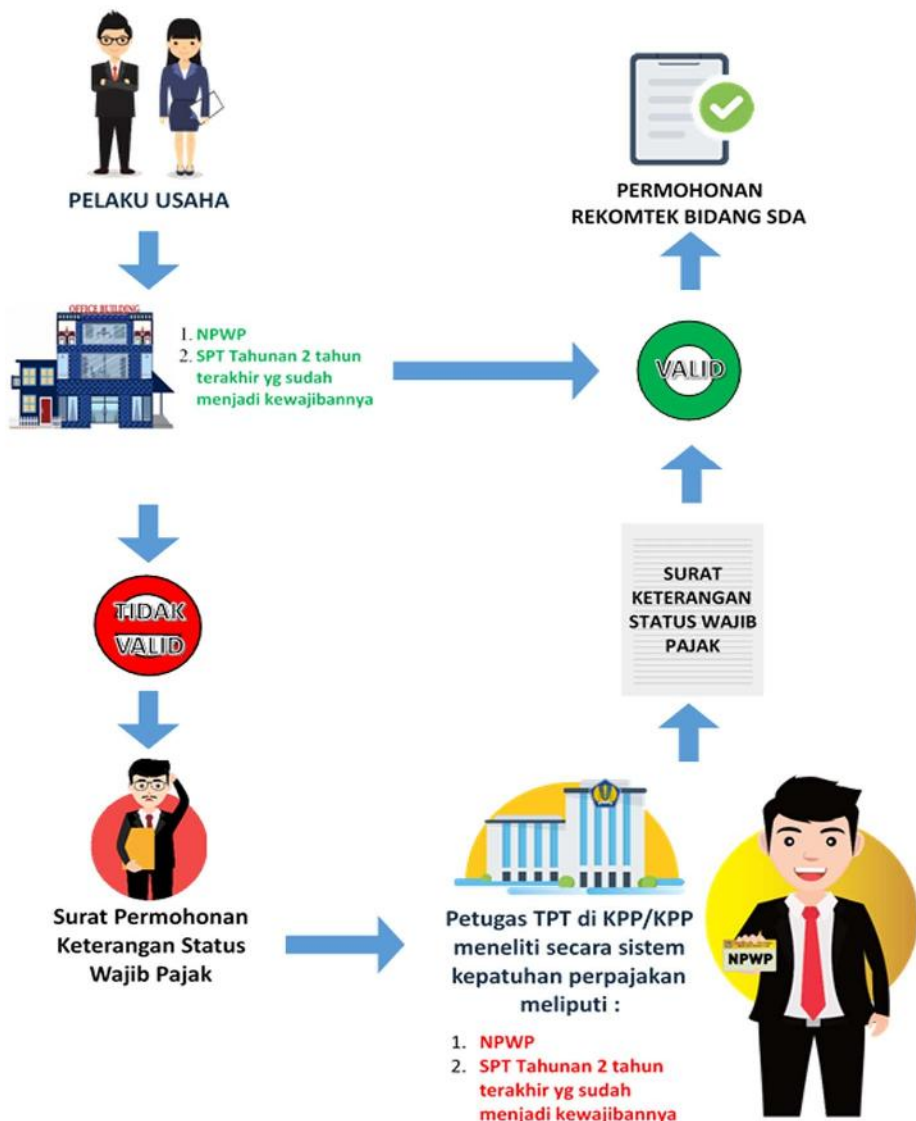 PELAKU USAHA
OFFICE BUILDING
1. NPWP
2. SPT Tahunan 2 tahun
terakhir yg sudah
menjadi kewajibannya
TIDAK
VALID
Surat Permohonan
Keterangan Status
Wajib Pajak
Petugas TPT di KPP/KPP
meneliti secara sistem
kepatuhan perpajakan
meliputi :
1. NPWP
2. SPT Tahunan 2 tahun
terakhir yg sudah
menjadi kewajibannya
NPWP
SURAT
KETERANGAN
STATUS WAJIB
PAJAK
VALID
PERMOHONAN
REKOMTEK BIDANG SDA